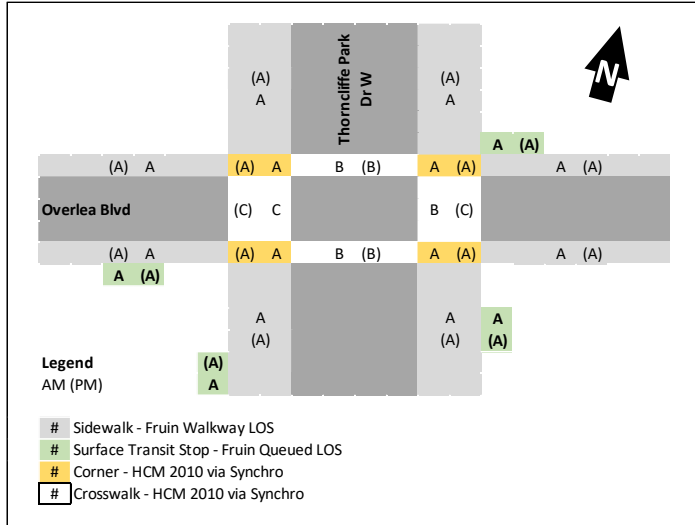 Thorncliffe Park
Dr W
N
(A) (A)
A A
A (A)
(A) A (A) A B (B) A (A) A (A)
Overlea Blvd (C) C B (C)
(A) A (A) A B (B) A (A) A (A)
A (A)
A A A
(A) (A) (A)
Legend (A)
AM (PM) A
# Sidewalk - Fruin Walkway LOS
# Surface Transit Stop - Fruin Queued LOS
# Corner - HCM 2010 via Synchro
# Crosswalk - HCM 2010 via Synchro